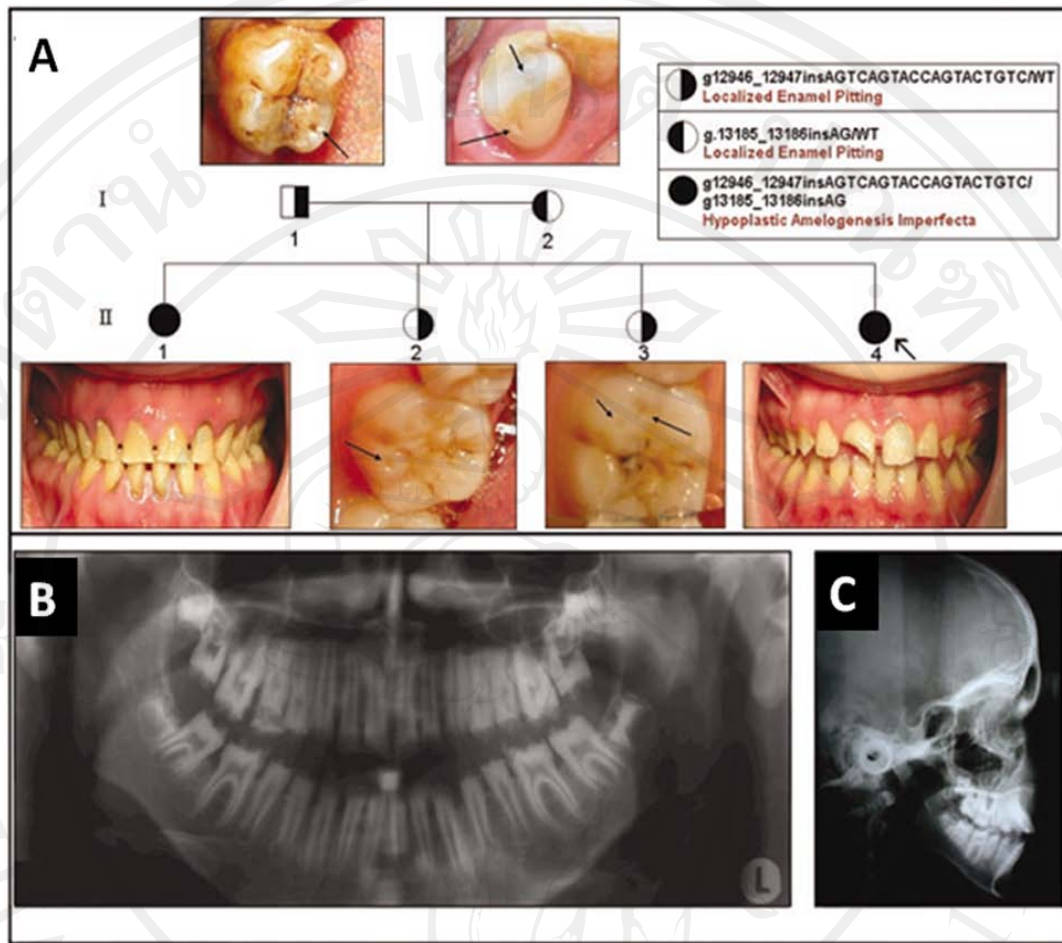 A
g12946_12947insAGTCAGTACCAGTACTGTC/WT
Localized Enamel Pitting
g.13185_13186insAG/WT
Localized Enamel Pitting
g12946_12947insAGTCAGTACCAGTACTGTC/
g13185_13186insAG
Hypoplastic Amelogenesis Imperfecta
I
1
2
II
1
2
3
4
B
L
C